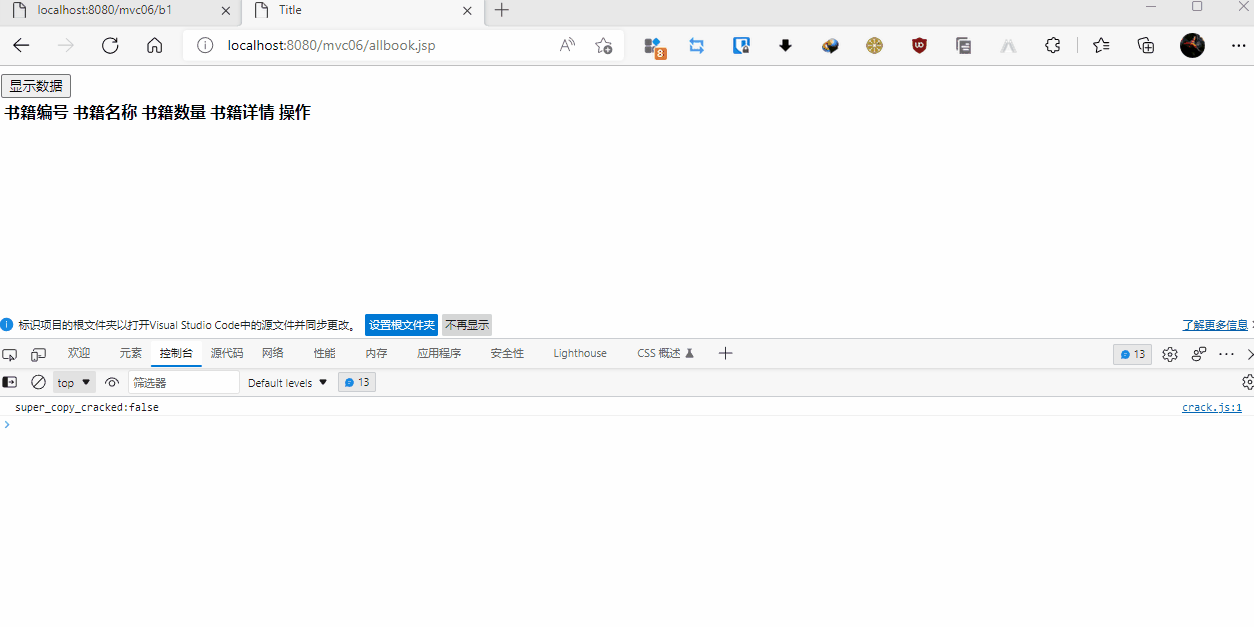 localhost:8080/mvc06/b1
Title
localhost:8080/mvc06/allbook.jsp
A
8
显示数据
书籍编号 书籍名称 书籍数量 书籍详情 操作
标识项目的根文件夹以打开Visual Studio Code中的源文件并同步更改。 设置根文件夹 不再显示 了解更多信息
欢迎 元素 控制台 源代码 网络 性能 内存 应用程序 安全性 Lighthouse CSS 概述 13
top 筛选器 Default levels 13
super_copy_cracked:false crack.js:1